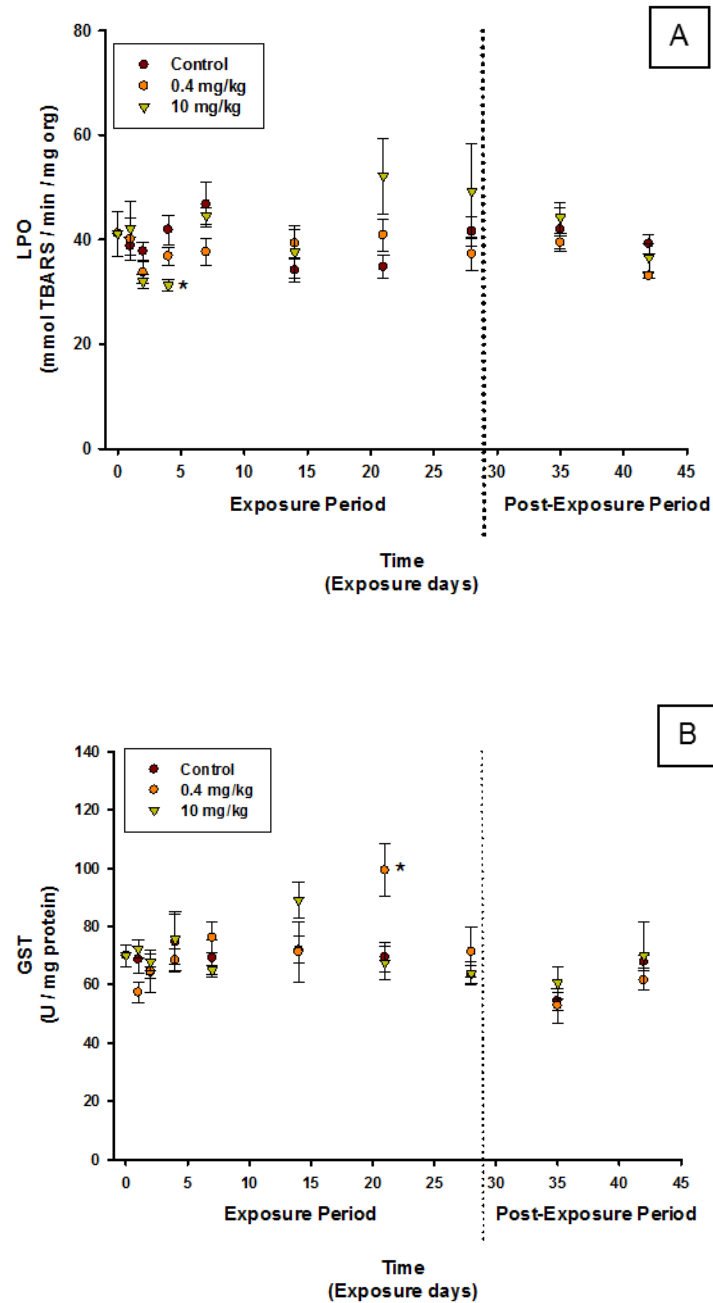 A
80
60
40
20
0
LPO
(mmol TBARS / min / mg org)
Control
0.4 mg/kg
10 mg/kg
*
0 5 10 15 20 25 30 35 40 45
Exposure Period Post-Exposure Period
Time
(Exposure days)
B
140
120
100
80
60
40
20
0
GST
(U / mg protein)
Control
0.4 mg/kg
10 mg/kg
*
0 5 10 15 20 25 30 35 40 45
Exposure Period Post-Exposure Period
Time
(Exposure days)